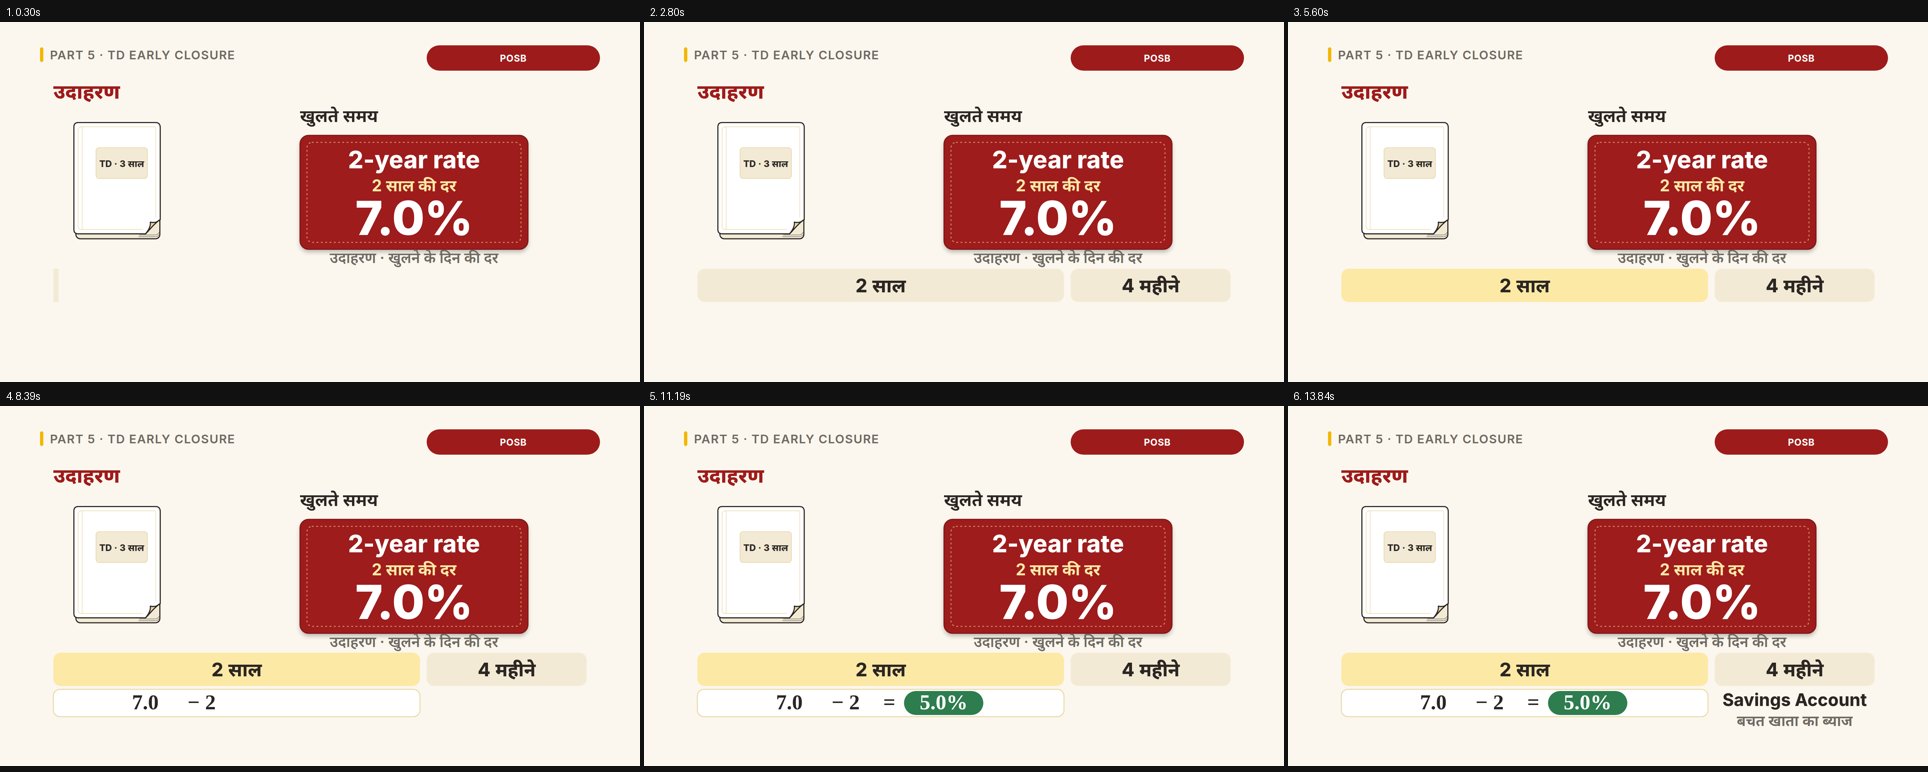 1. 0.30s
PART 5 · TD EARLY CLOSURE
POSB
उदाहरण
खुलते समय
TD · 3 साल
2-year rate
2 साल की दर
7.0%
उदाहरण · खुलने के दिन की दर
2. 2.80s
PART 5 · TD EARLY CLOSURE
POSB
उदाहरण
खुलते समय
TD · 3 साल
2-year rate
2 साल की दर
7.0%
उदाहरण · खुलने के दिन की दर
2 साल
4 महीने
3. 5.60s
PART 5 · TD EARLY CLOSURE
POSB
उदाहरण
खुलते समय
TD · 3 साल
2-year rate
2 साल की दर
7.0%
उदाहरण · खुलने के दिन की दर
2 साल
4 महीने
4. 8.39s
PART 5 · TD EARLY CLOSURE
POSB
उदाहरण
खुलते समय
TD · 3 साल
2-year rate
2 साल की दर
7.0%
उदाहरण · खुलने के दिन की दर
2 साल
4 महीने
7.0 − 2
5. 11.19s
PART 5 · TD EARLY CLOSURE
POSB
उदाहरण
खुलते समय
TD · 3 साल
2-year rate
2 साल की दर
7.0%
उदाहरण · खुलने के दिन की दर
2 साल
4 महीने
7.0 − 2 = 5.0%
6. 13.84s
PART 5 · TD EARLY CLOSURE
POSB
उदाहरण
खुलते समय
TD · 3 साल
2-year rate
2 साल की दर
7.0%
उदाहरण · खुलने के दिन की दर
2 साल
4 महीने
7.0 − 2 = 5.0%
Savings Account
बचत खाता का ब्याज